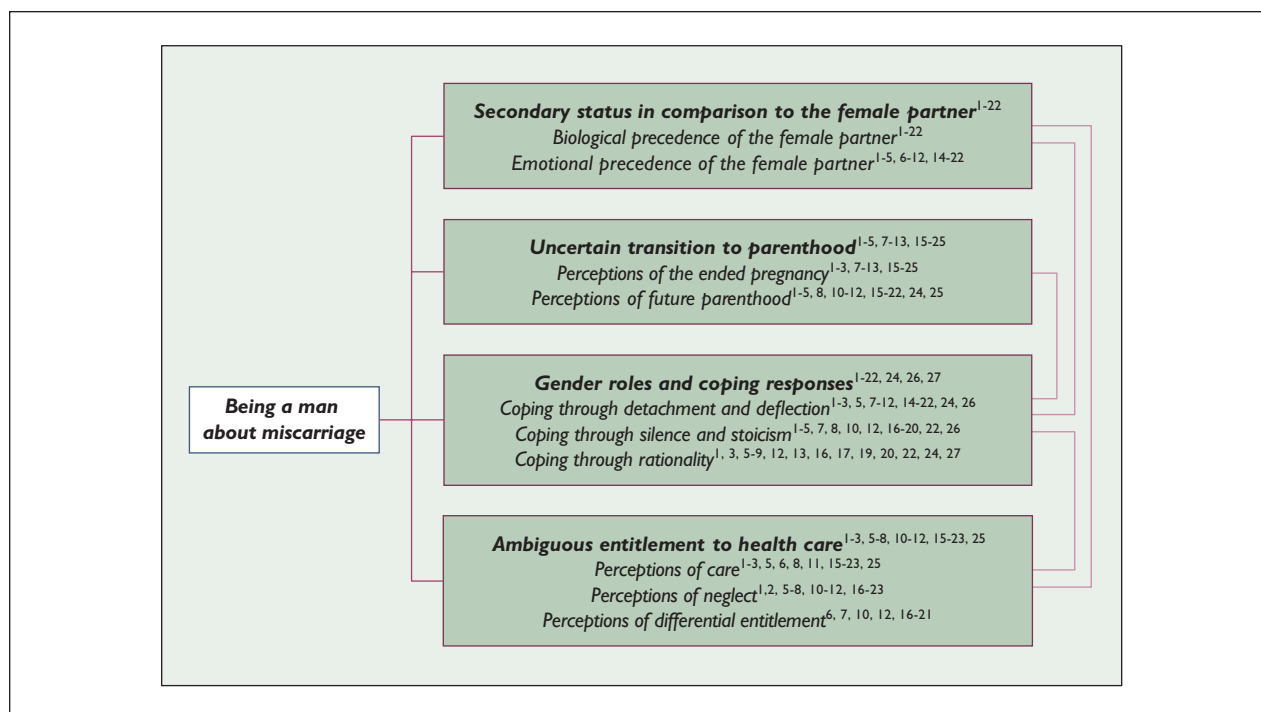 Secondary status in comparison to the female partner1-22
Biological precedence of the female partner1-22
Emotional precedence of the female partner1-5, 6-12, 14-22
Uncertain transition to parenthood1-5, 7-13, 15-25
Perceptions of the ended pregnancy1-3, 7-13, 15-25
Perceptions of future parenthood1-5, 8, 10-12, 15-22, 24, 25
Being a man
about miscarriage
Gender roles and coping responses1-22, 24, 26, 27
Coping through detachment and deflection1-3, 5, 7-12, 14-22, 24, 26
Coping through silence and stoicism1-5, 7, 8, 10, 12, 16-20, 22, 26
Coping through rationality1, 3, 5-9, 12, 13, 16, 17, 19, 20, 22, 24, 27
Ambiguous entitlement to health care1-3, 5-8, 10-12, 15-23, 25
Perceptions of care1-3, 5, 6, 8, 11, 15-23, 25
Perceptions of neglect1,2, 5-8, 10-12, 16-23
Perceptions of differential entitlement6, 7, 10, 12, 16-21